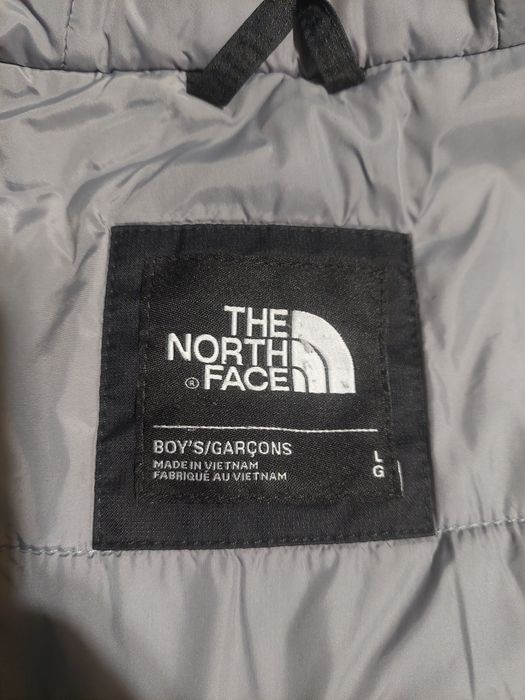 THE
NORTH
® FACE
BOY'S/GARÇONS
MADE IN VIETNAM
FABRIQUÉ AU VIETNAM
L
G